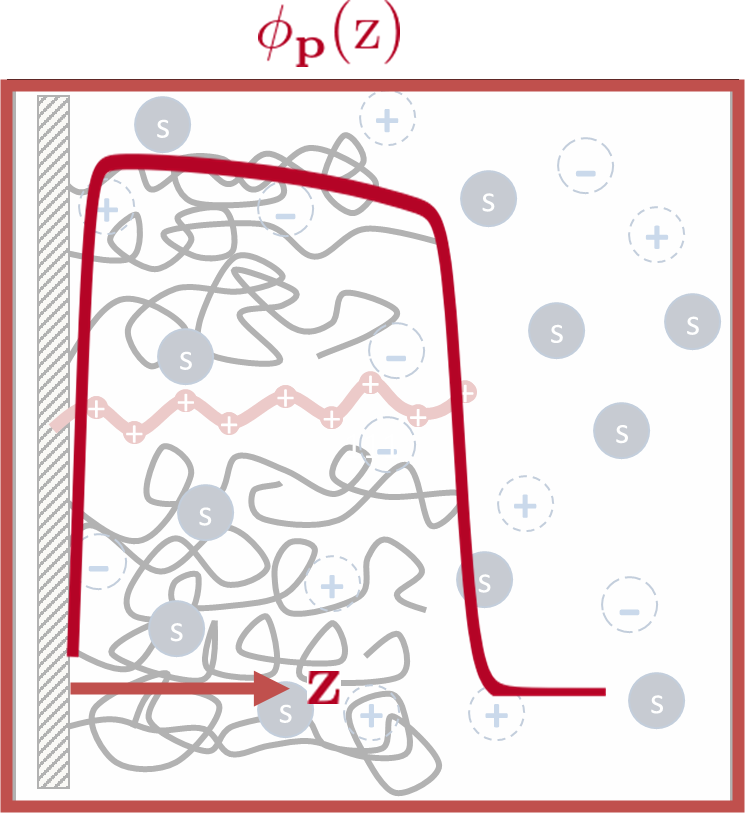 ϕₚ(z)
S +
−
+ − S
+
S S
S −
+ + + + + + + + +
S
−
S +
− + S −
S
z
S + + S